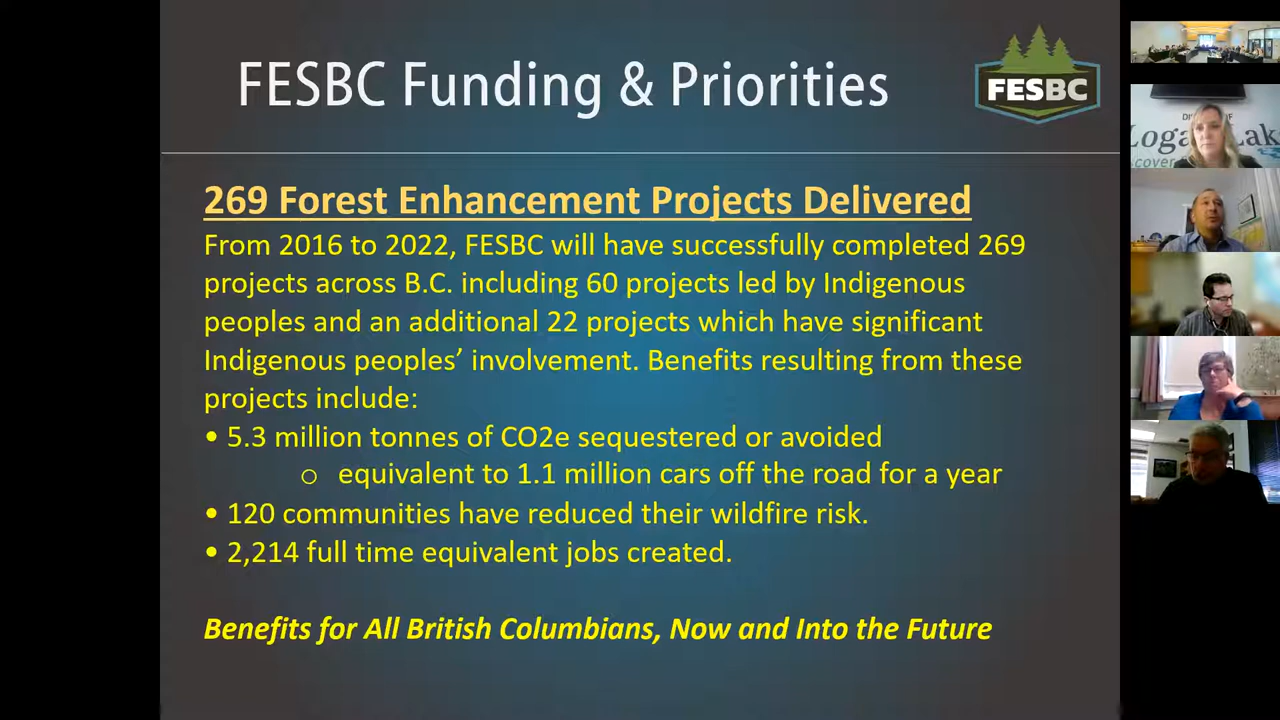 FESBC Funding & Priorities
FESBC
269 Forest Enhancement Projects Delivered
From 2016 to 2022, FESBC will have successfully completed 269
projects across B.C. including 60 projects led by Indigenous
peoples and an additional 22 projects which have significant
Indigenous peoples’ involvement. Benefits resulting from these
projects include:
• 5.3 million tonnes of CO2e sequestered or avoided
o equivalent to 1.1 million cars off the road for a year
• 120 communities have reduced their wildfire risk.
• 2,214 full time equivalent jobs created.
Benefits for All British Columbians, Now and Into the Future